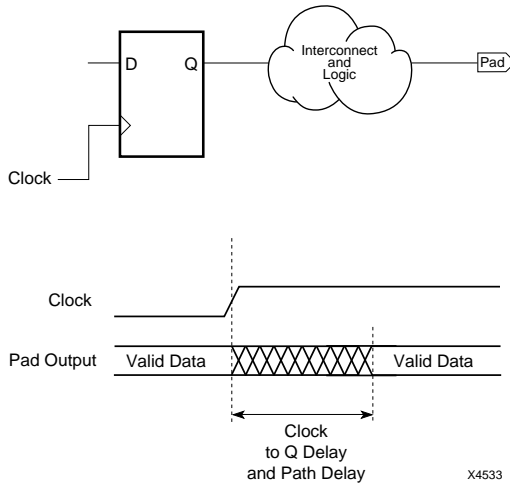 D Q
Interconnect
and
Logic
Pad
Clock
Clock
Pad Output Valid Data Valid Data
Clock
to Q Delay
and Path Delay
X4533